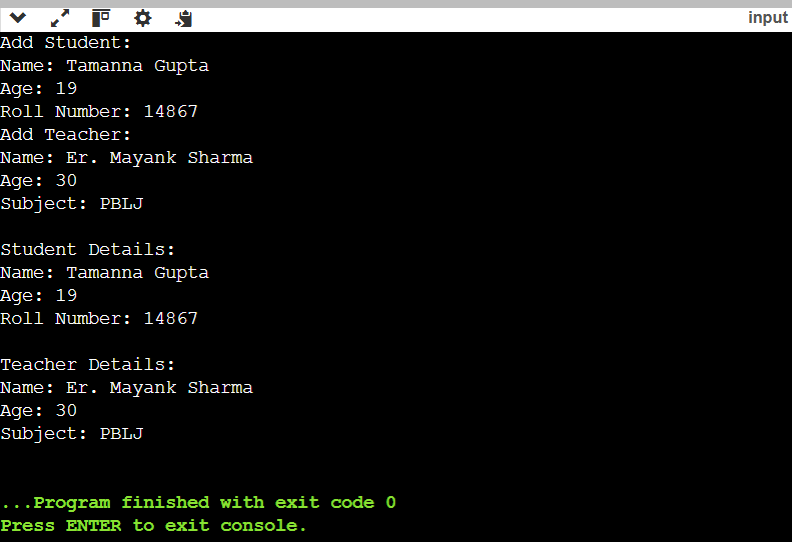 input
Add Student:
Name: Tamanna Gupta
Age: 19
Roll Number: 14867
Add Teacher:
Name: Er. Mayank Sharma
Age: 30
Subject: PBLJ
Student Details:
Name: Tamanna Gupta
Age: 19
Roll Number: 14867
Teacher Details:
Name: Er. Mayank Sharma
Age: 30
Subject: PBLJ
...Program finished with exit code 0
Press ENTER to exit console.